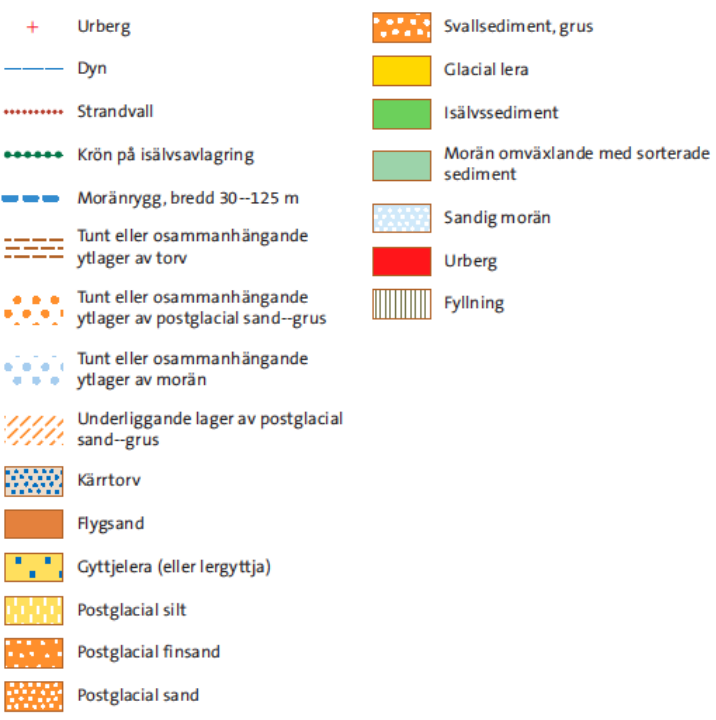 Urberg
Dyn
Strandvall
Krön på isälvsavlagring
Moränrygg, bredd 30--125 m
Tunt eller osammanhängande
ytlager av torv
Tunt eller osammanhängande
ytlager av postglacial sand--grus
Tunt eller osammanhängande
ytlager av morän
Underliggande lager av postglacial
sand--grus
Kärrtorv
Flygsand
Gyttjelera (eller lergyttja)
Postglacial silt
Postglacial finsand
Postglacial sand
Svallsediment, grus
Glacial lera
Isälvssediment
Morän omväxlande med sorterade
sediment
Sandig morän
Urberg
Fyllning